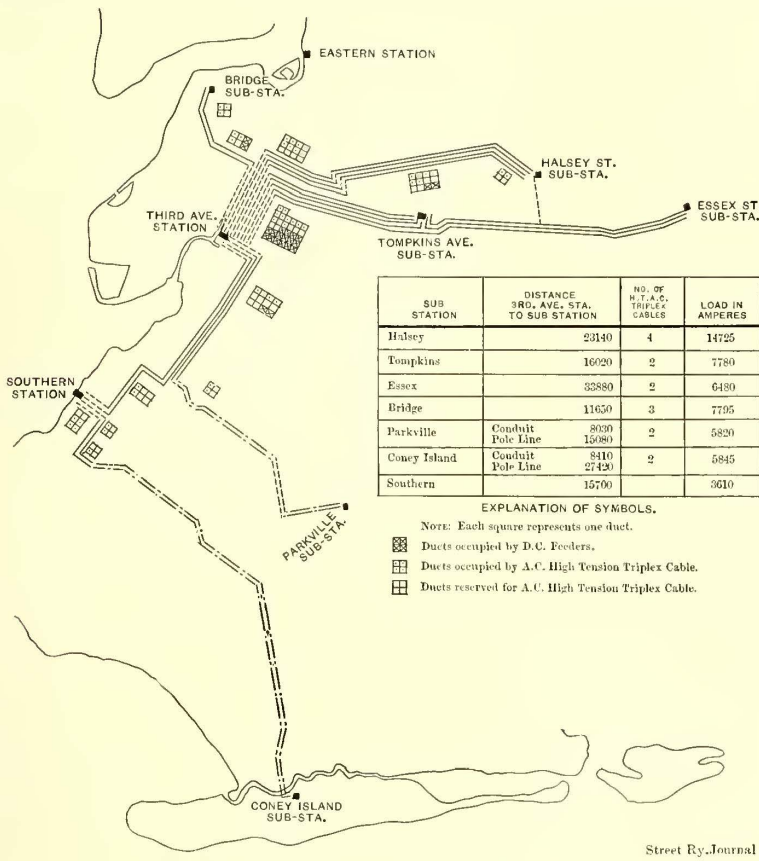 EASTERN STATION
BRIDGE
SUB-STA.
HALSEY ST.
SUB-STA.
ESSEX ST.
SUB-STA.
THIRD AVE.
STATION
TOMPKINS AVE.
SUB-STA.
SOUTHERN
STATION
PARKVILLE
SUB-STA.
CONEY ISLAND
SUB-STA.
SUB
STATION
DISTANCE
3RD. AVE. STA.
TO SUB STATION
NO. OF
H.T.A.C.
TRIPLEX
CABLES
LOAD IN
AMPERES
Halsey 23140 4 14725
Tompkins 16020 2 7780
Essex 33880 2 6480
Bridge 11650 3 7795
Parkville Conduit 8030 2 5820
Pole Line 15080
Coney Island Conduit 8410 2 5845
Pole Line 27420
Southern 15700 3610
EXPLANATION OF SYMBOLS.
NOTE: Each square represents one duct.
Ducts occupied by D.C. Feeders.
Ducts occupied by A.C. High Tension Triplex Cable.
Ducts reserved for A.C. High Tension Triplex Cable.
Street Ry. Journal